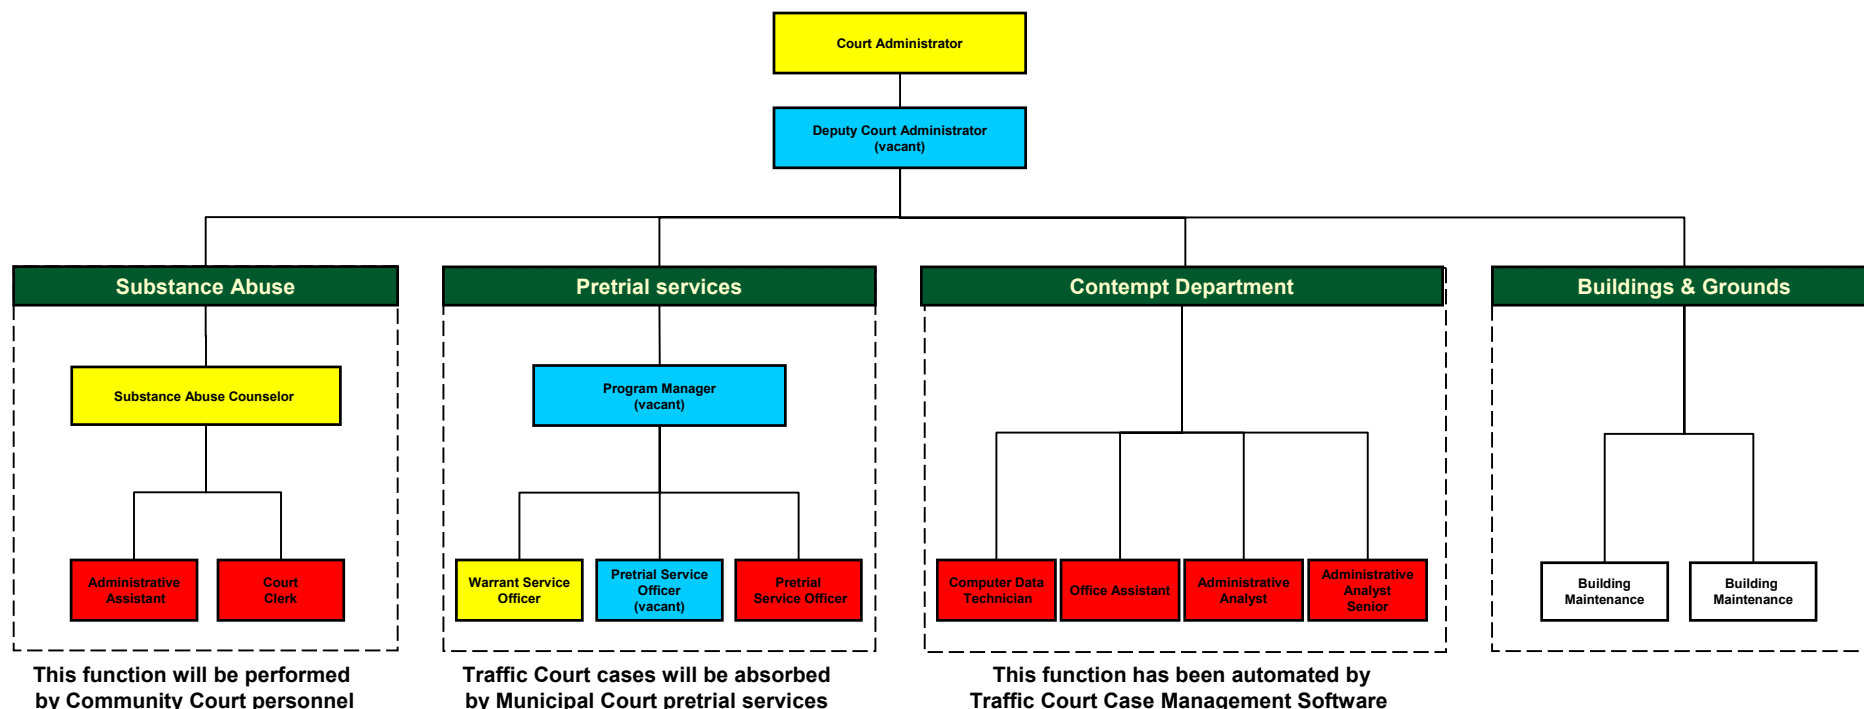 Court Administrator
Deputy Court Administrator
(vacant)
Substance Abuse
Pretrial services
Contempt Department
Buildings & Grounds
Substance Abuse Counselor
Program Manager
(vacant)
Administrative
Assistant
Court
Clerk
Warrant Service
Officer
Pretrial Service
Officer
(vacant)
Pretrial
Service Officer
Computer Data
Technician
Office Assistant
Administrative
Analyst
Administrative
Analyst
Senior
Building
Maintenance
Building
Maintenance
This function will be performed
by Community Court personnel
Traffic Court cases will be absorbed
by Municipal Court pretrial services
This function has been automated by
Traffic Court Case Management Software